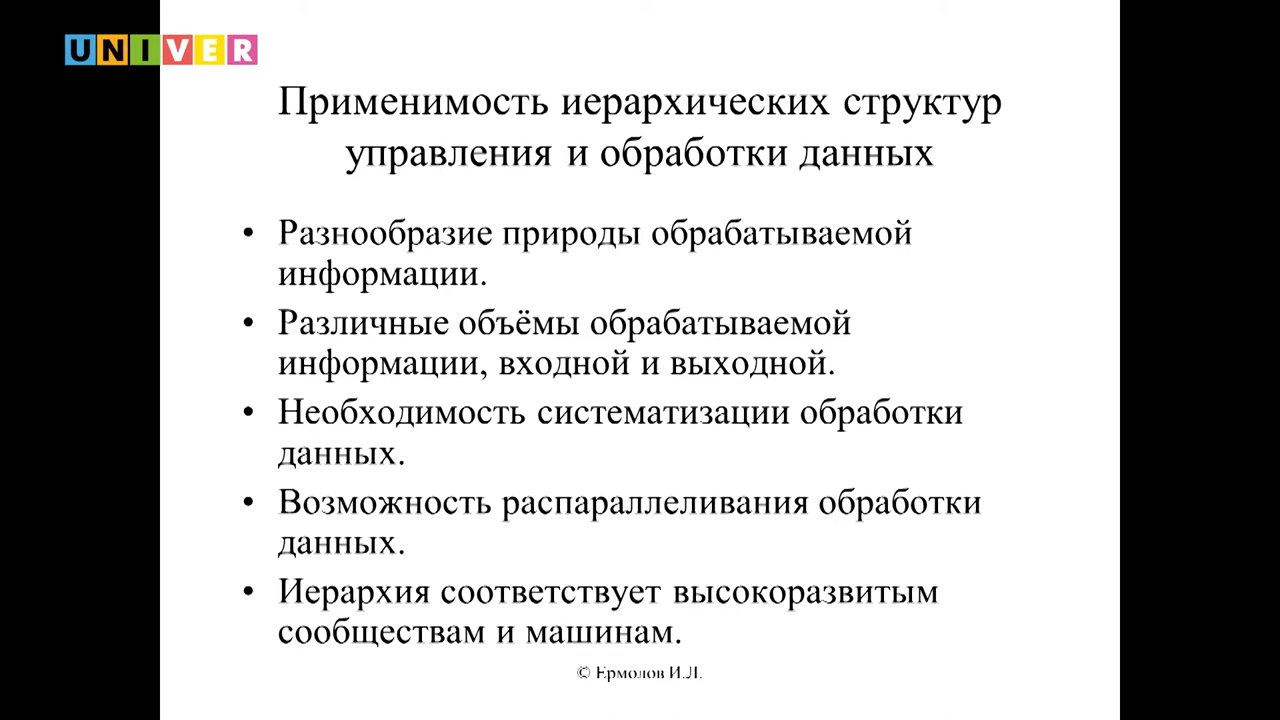 UNIVER
Применимость иерархических структур
управления и обработки данных
• Разнообразие природы обрабатываемой
информации.
• Различные объёмы обрабатываемой
информации, входной и выходной.
• Необходимость систематизации обработки
данных.
• Возможность распараллеливания обработки
данных.
• Иерархия соответствует высокоразвитым
сообществам и машинам.
© Ермолов И.Л.